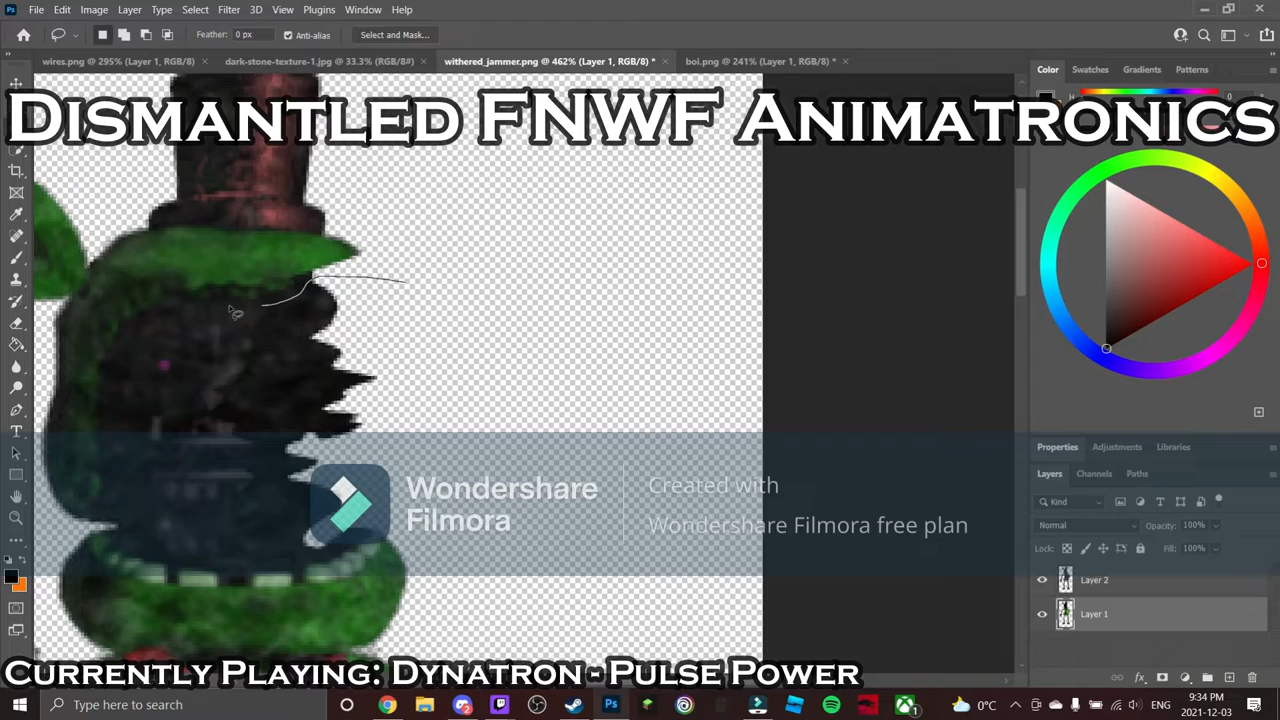 File Edit Image Layer Type Select Filter 3D View Plugins Window Help
Feather: 0 px Anti-alias Select and Mask...
wires.png @ 295% (Layer 1, RGB/8) × dark-stone-texture-1.jpg @ 33.3% (RGB/8#) × withered_jammer.png @ 462% (Layer 1, RGB/8) * × boi.png @ 241% (Layer 1, RGB/8) * ×
Color Swatches Gradients Patterns
H 0
Dismantled FNWF Animatronics
Properties Adjustments Libraries
Layers Channels Paths
Kind
Normal Opacity: 100%
Lock: Fill: 100%
Layer 2
Layer 1
Wondershare
Filmora
Created with
Wondershare Filmora free plan
Currently Playing: Dynatron - Pulse Power
Type here to search
0°C
9:34 PM
2021-12-03